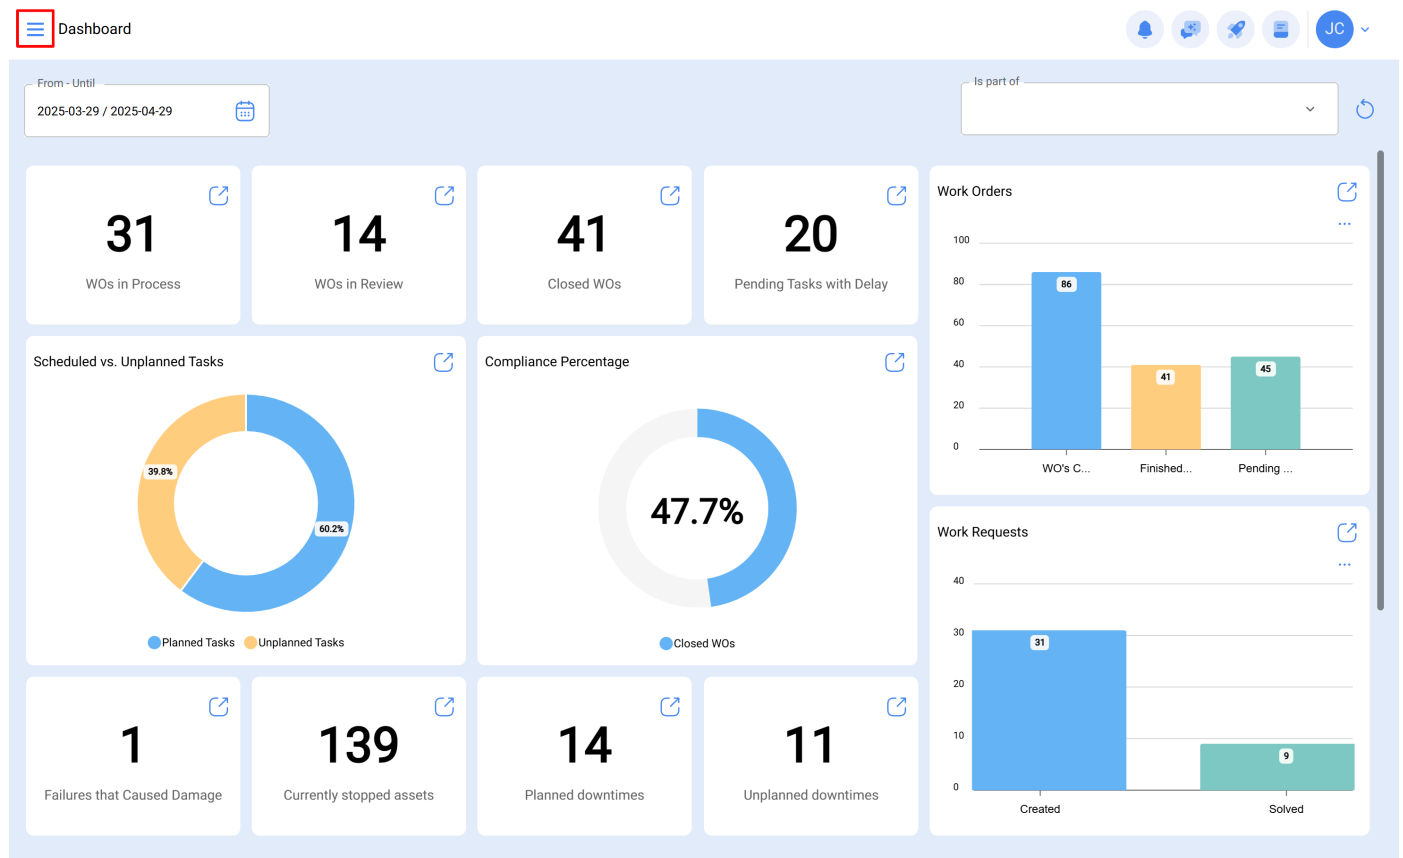 Dashboard
JC
From - Until
2025-03-29 / 2025-04-29
Is part of
31
WOs in Process
14
WOs in Review
41
Closed WOs
20
Pending Tasks with Delay
Work Orders
...
100
80
60
40
20
0
86
41
45
WO's C...
Finished...
Pending ...
Scheduled vs. Unplanned Tasks
39.8%
60.2%
Planned Tasks
Unplanned Tasks
Compliance Percentage
47.7%
Closed WOs
Work Requests
...
40
30
20
10
0
31
9
Created
Solved
1
Failures that Caused Damage
139
Currently stopped assets
14
Planned downtimes
11
Unplanned downtimes